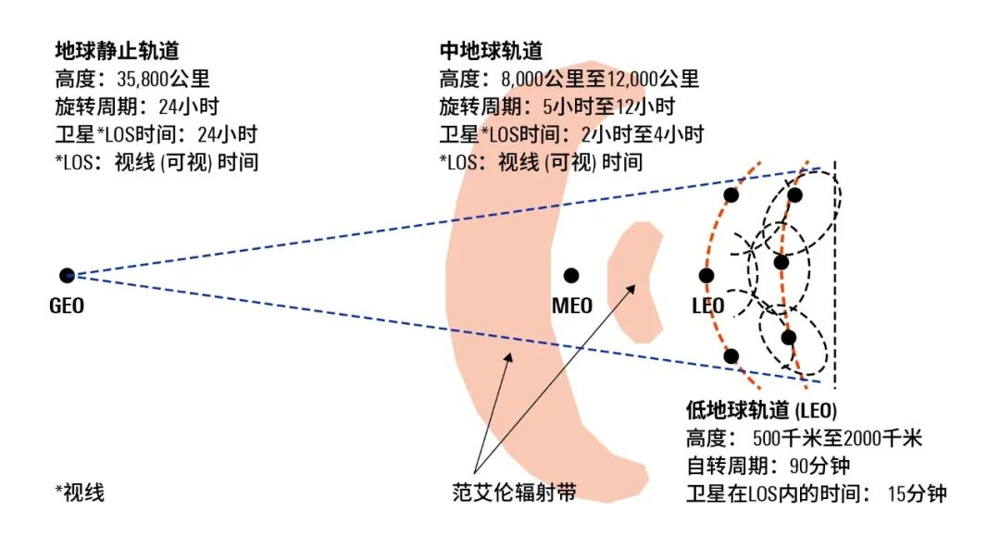 地球静止轨道
高度：35,800公里
旋转周期：24小时
卫星*LOS时间：24小时
*LOS：视线 (可视) 时间
中地球轨道
高度：8,000公里至12,000公里
旋转周期：5小时至12小时
卫星*LOS时间：2小时至4小时
*LOS：视线 (可视) 时间
GEO
MEO
LEO
低地球轨道 (LEO)
高度： 500千米至2000千米
自转周期：90分钟
卫星在LOS内的时间： 15分钟
*视线
范艾伦辐射带